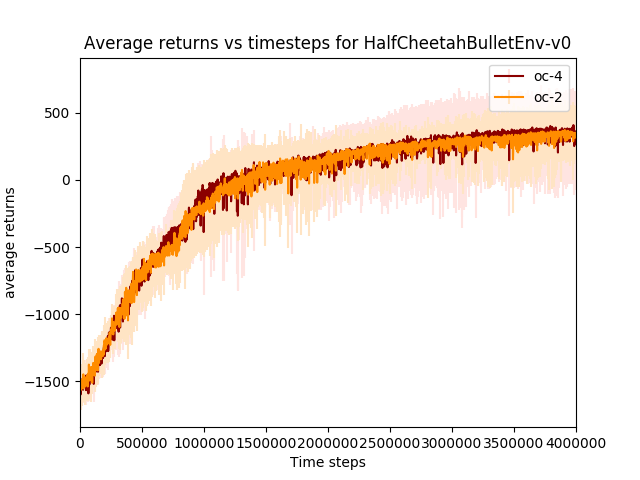 Average returns vs timesteps for HalfCheetahBulletEnv-v0
oc-4
oc-2
500
0
−500
−1000
−1500
average returns
0 500000 1000000 1500000 2000000 2500000 3000000 3500000 4000000
Time steps